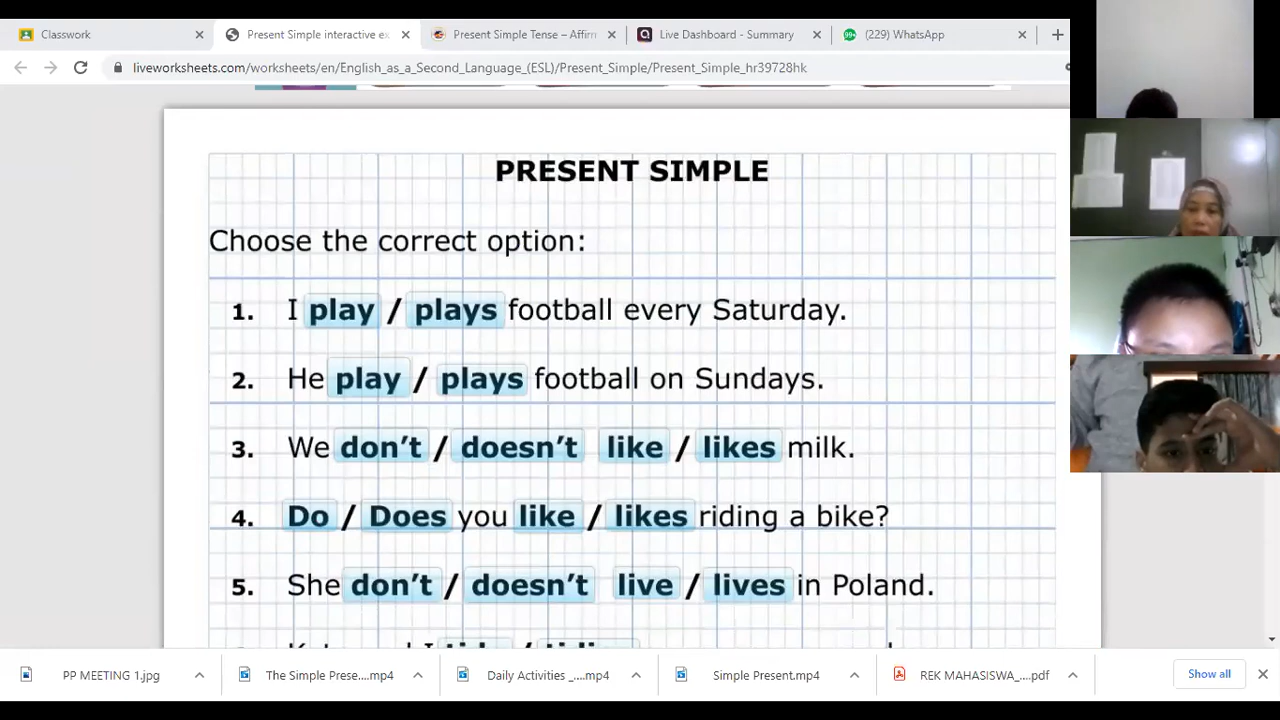 Classwork
Present Simple interactive ex
Present Simple Tense – Affirm
Live Dashboard - Summary
99+
(229) WhatsApp
liveworksheets.com/worksheets/en/English_as_a_Second_Language_(ESL)/Present_Simple/Present_Simple_hr39728hk
PRESENT SIMPLE
Choose the correct option:
1. I play / plays football every Saturday.
2. He play / plays football on Sundays.
3. We don't / doesn't like / likes milk.
4. Do / Does you like / likes riding a bike?
5. She don't / doesn't live / lives in Poland.
PP MEETING 1.jpg
The Simple Prese....mp4
Daily Activities _....mp4
Simple Present.mp4
REK MAHASISWA_....pdf
Show all